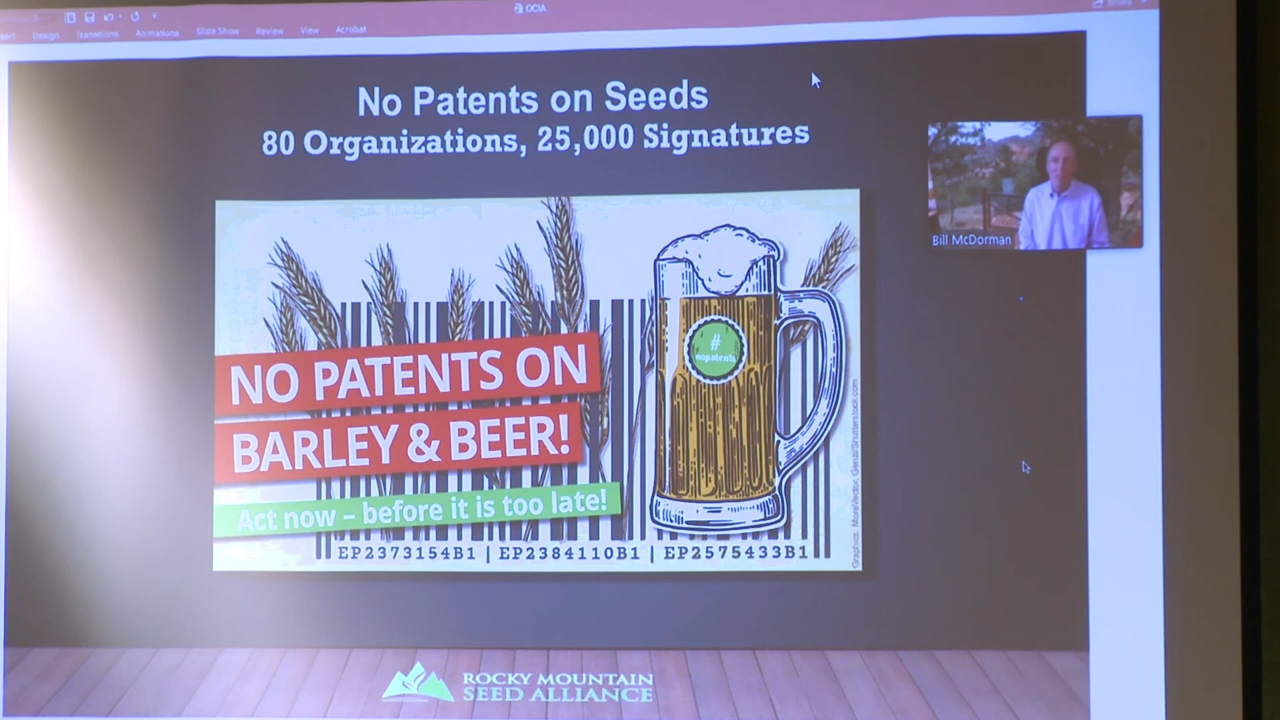 OCIA
Share
Design Transitions Animations Slide Show Review View Acrobat
No Patents on Seeds
80 Organizations, 25,000 Signatures
Bill McDorman
#
nopatents
NO PATENTS ON
BARLEY & BEER!
Act now – before it is too late!
EP2373154B1 | EP2384110B1 | EP2575433B1
ROCKY MOUNTAIN
SEED ALLIANCE